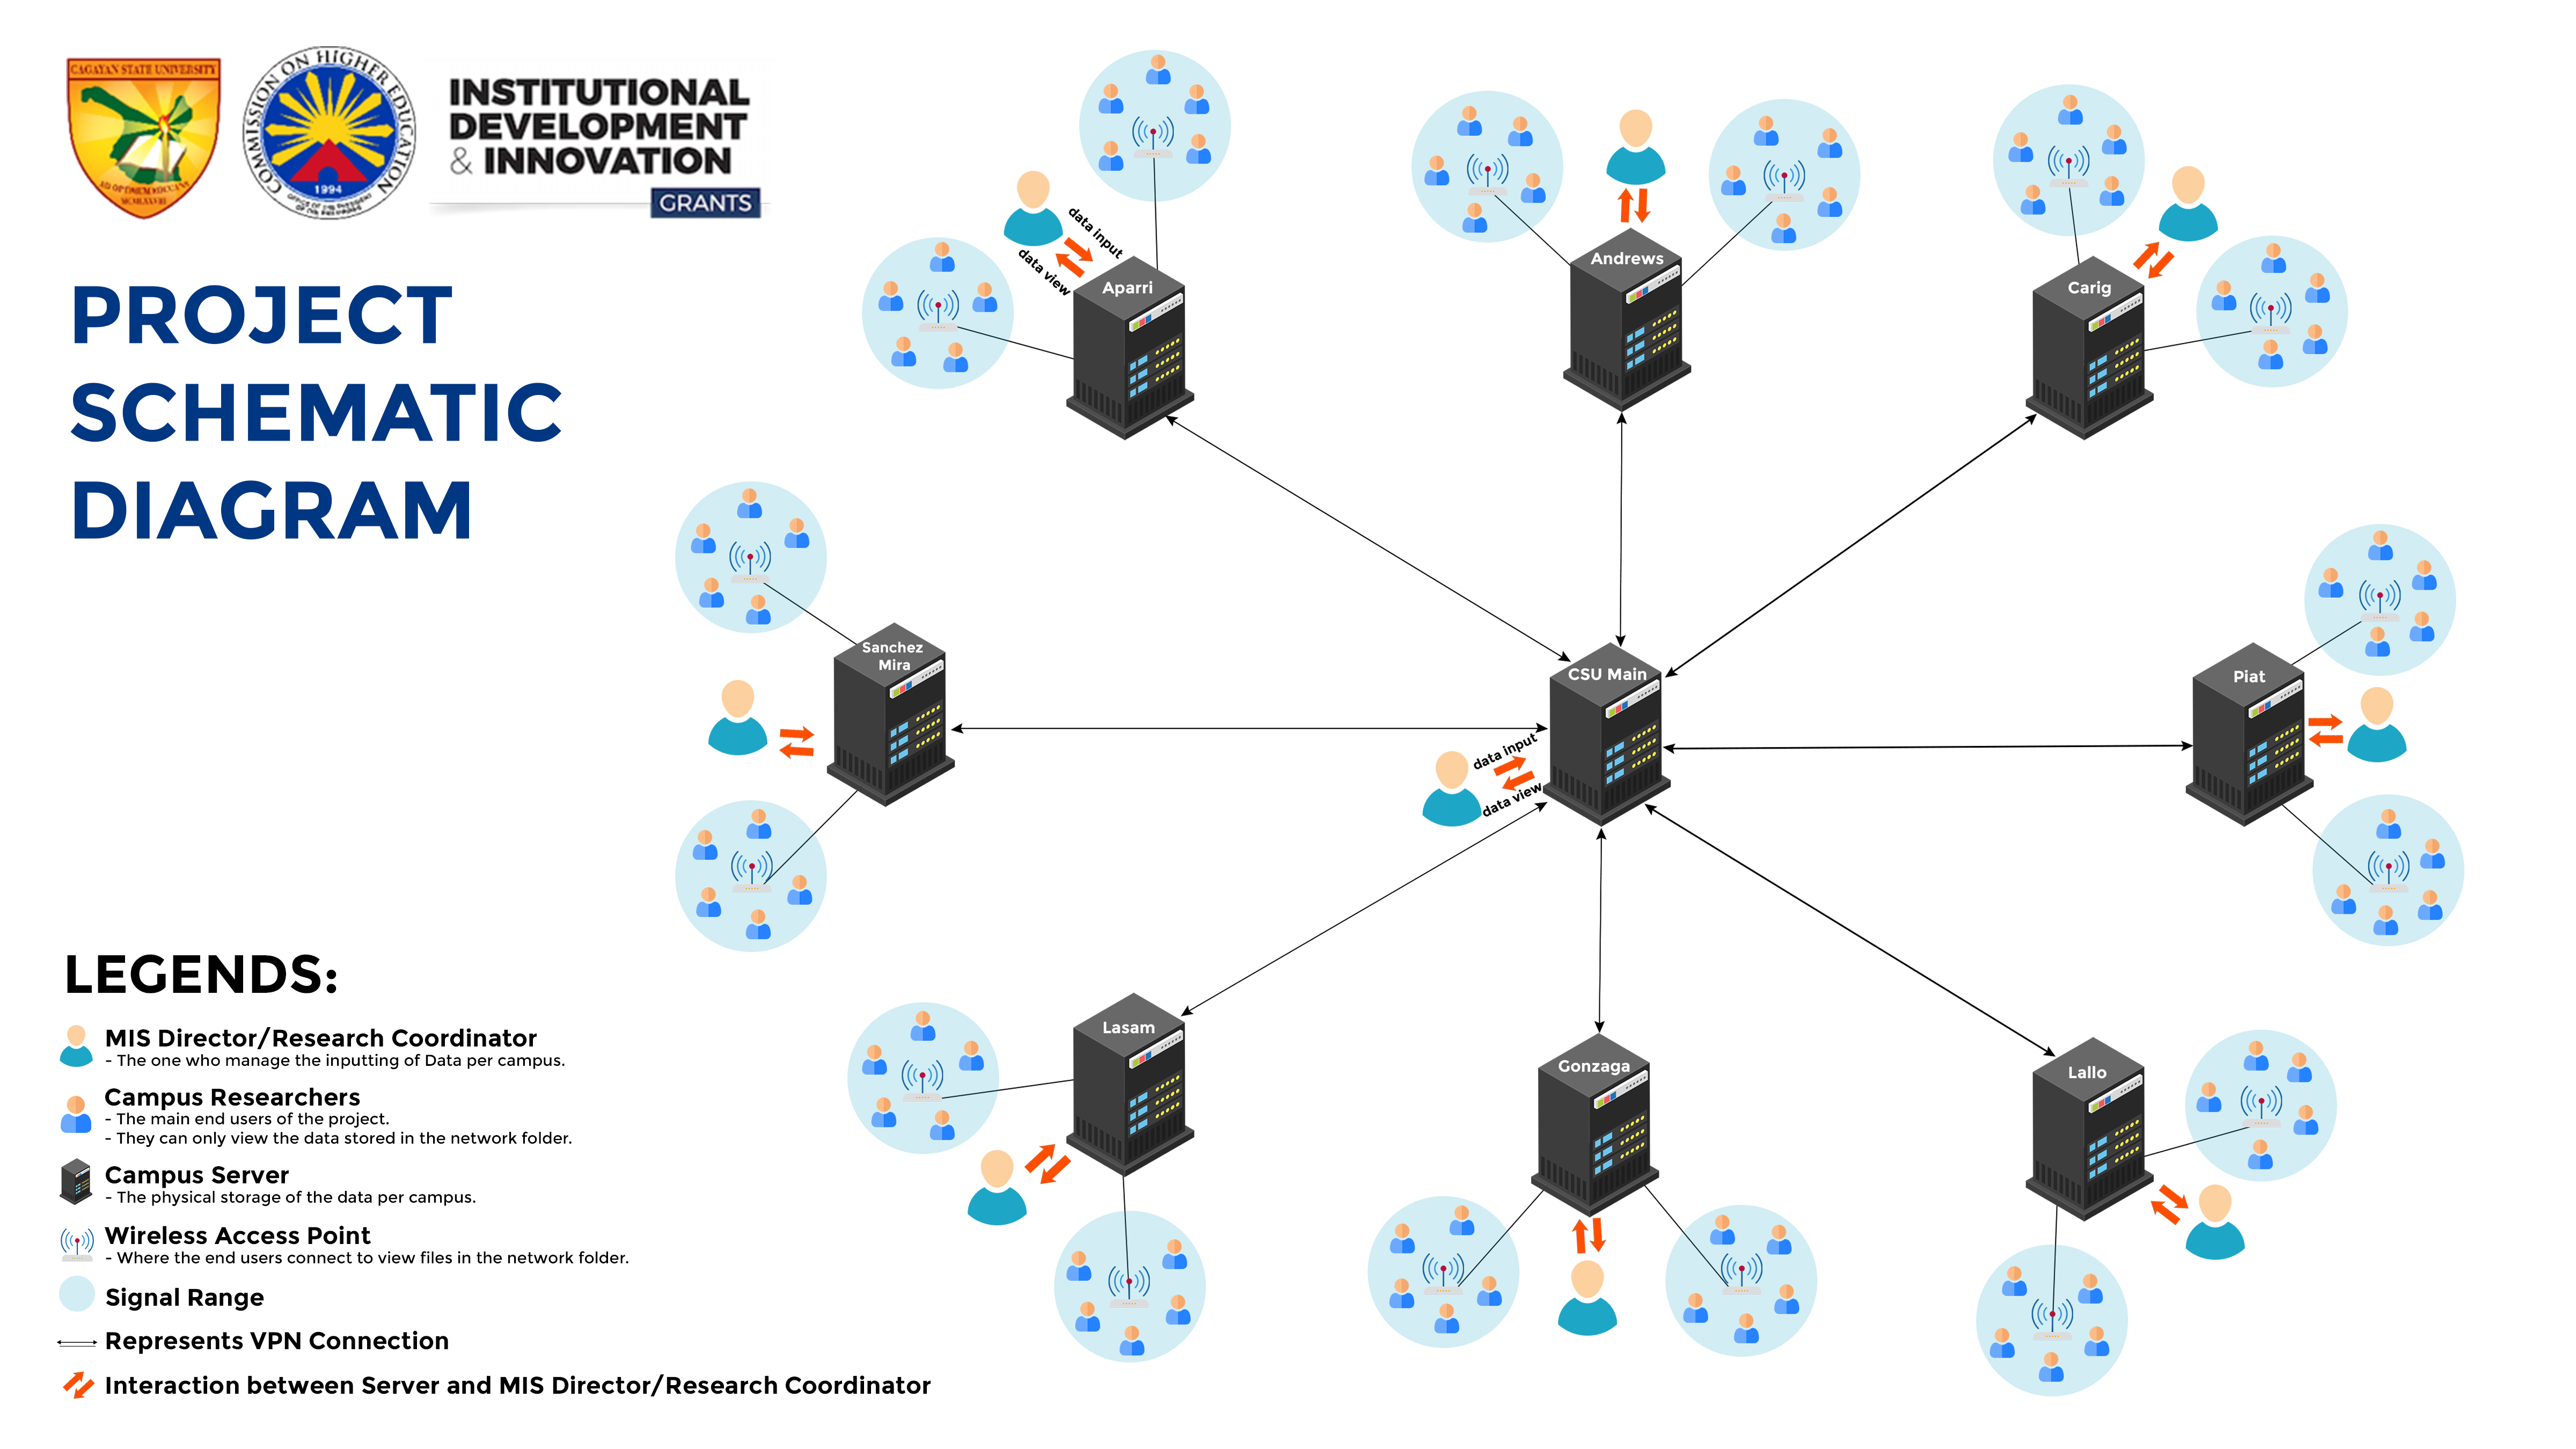 CAGAYAN STATE UNIVERSITY
COMMISSION ON HIGHER EDUCATION
1994
OFFICE OF THE PRESIDENT
OF THE PHILIPPINES
INSTITUTIONAL
DEVELOPMENT
& INNOVATION
GRANTS
PROJECT
SCHEMATIC
DIAGRAM
data input
data view
Aparri
Andrews
Carig
Sanchez
Mira
CSU Main
data input
data view
Piat
Lasam
Gonzaga
Lallo
LEGENDS:
MIS Director/Research Coordinator
- The one who manage the inputting of Data per campus.
Campus Researchers
- The main end users of the project.
- They can only view the data stored in the network folder.
Campus Server
- The physical storage of the data per campus.
Wireless Access Point
- Where the end users connect to view files in the network folder.
Signal Range
Represents VPN Connection
Interaction between Server and MIS Director/Research Coordinator